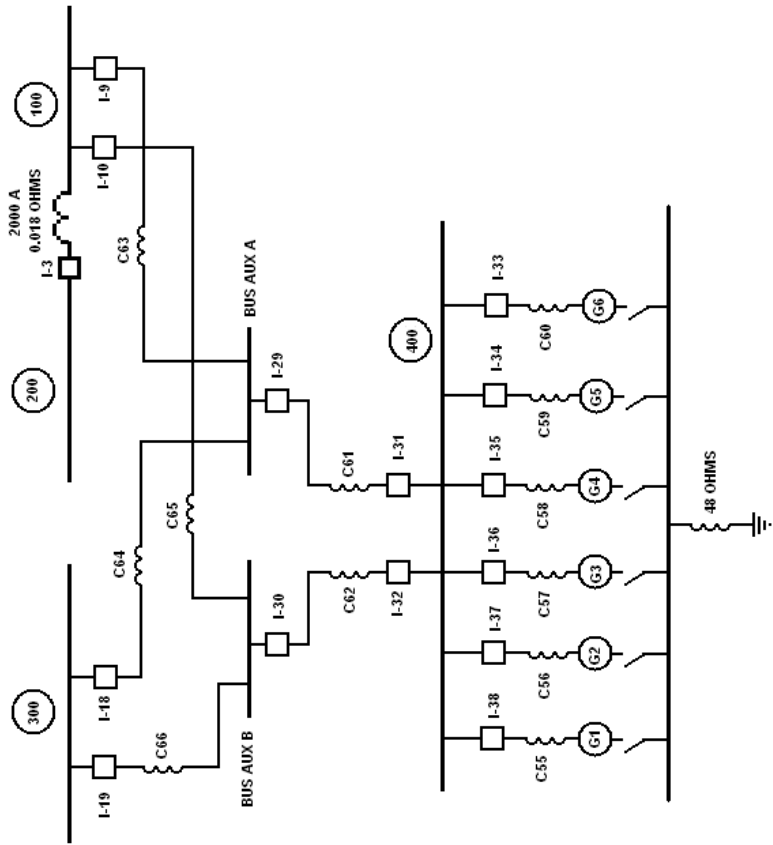 300
200
100
I-19
I-18
I-3
2000 A
0.018 OHMS
I-10
I-9
C66
C64
C65
C63
BUS AUX B
BUS AUX A
I-30
I-29
C62
C61
I-32
I-31
400
I-38
I-37
I-36
I-35
I-34
I-33
C55
C56
C57
C58
C59
C60
G1
G2
G3
G4
G5
G6
48 OHMS